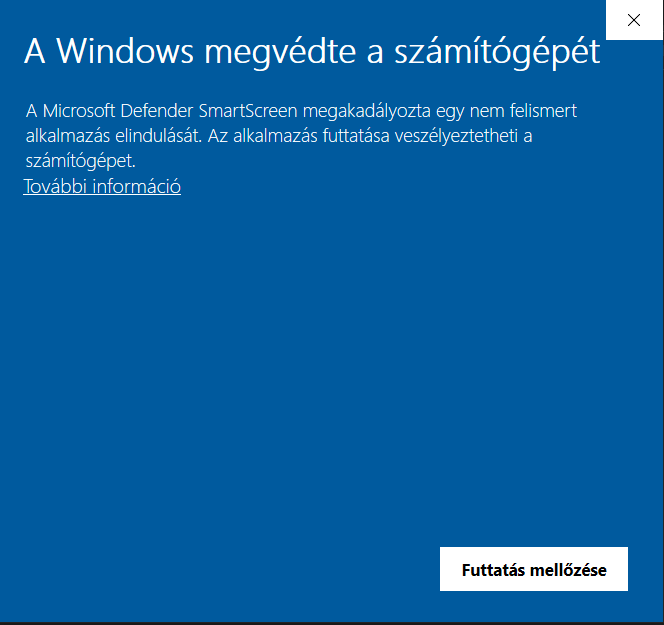 A Windows megvédte a számítógépét
A Microsoft Defender SmartScreen megakadályozta egy nem felismert
alkalmazás elindulását. Az alkalmazás futtatása veszélyeztetheti a
számítógépet.
További információ
Futtatás mellőzése